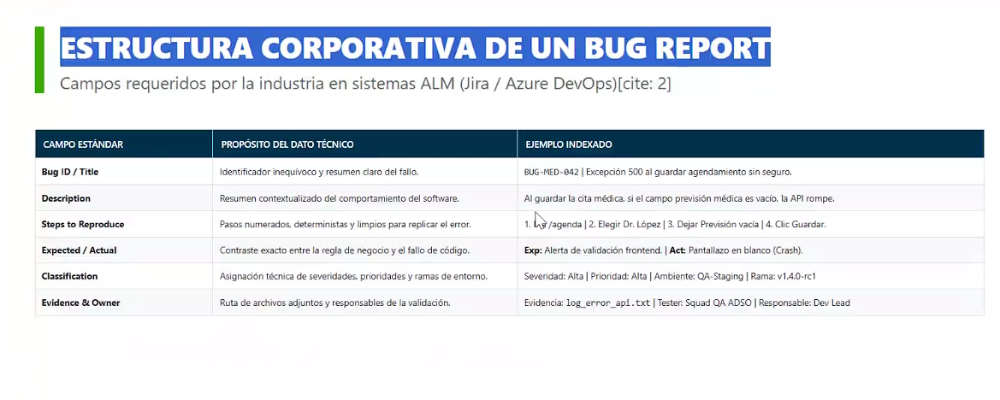 ESTRUCTURA CORPORATIVA DE UN BUG REPORT
Campos requeridos por la industria en sistemas ALM (Jira / Azure DevOps)[cite: 2]
CAMPO ESTÁNDAR PROPÓSITO DEL DATO TÉCNICO EJEMPLO INDEXADO
Bug ID / Title Identificador inequívoco y resumen claro del fallo. BUG-MED-042 | Excepción 500 al guardar agendamiento sin seguro.
Description Resumen contextualizado del comportamiento del software. Al guardar la cita médica, si el campo previsión médica es vacío, la API rompe.
Steps to Reproduce Pasos numerados, deterministas y limpios para replicar el error. 1. /agenda | 2. Elegir Dr. López | 3. Dejar Previsión vacía | 4. Clic Guardar.
Expected / Actual Contraste exacto entre la regla de negocio y el fallo de código. Exp: Alerta de validación frontend. | Act: Pantallazo en blanco (Crash).
Classification Asignación técnica de severidades, prioridades y ramas de entorno. Severidad: Alta | Prioridad: Alta | Ambiente: QA-Staging | Rama: v1.4.0-rc1
Evidence & Owner Ruta de archivos adjuntos y responsables de la validación. Evidencia: log_error_api.txt | Tester: Squad QA ADSO | Responsable: Dev Lead